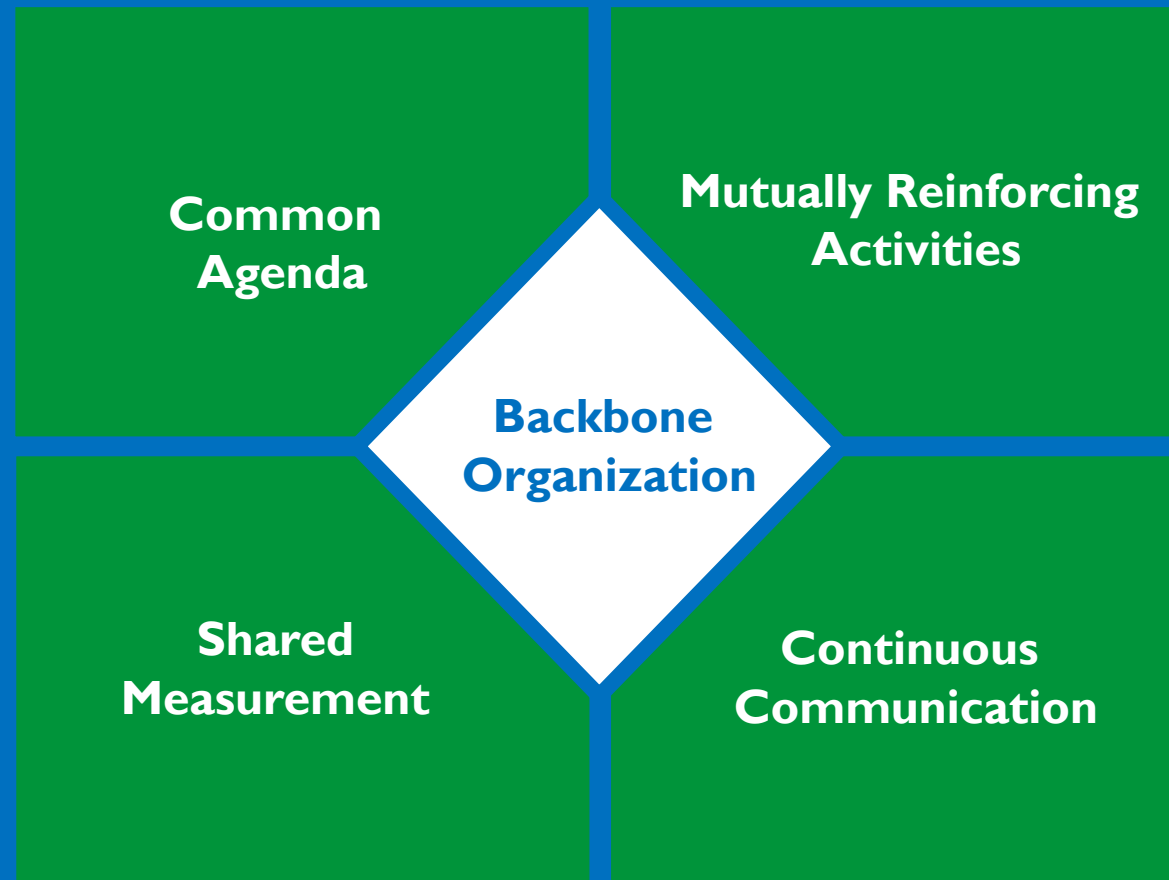 Common
Agenda
Mutually Reinforcing
Activities
Backbone
Organization
Shared
Measurement
Continuous
Communication